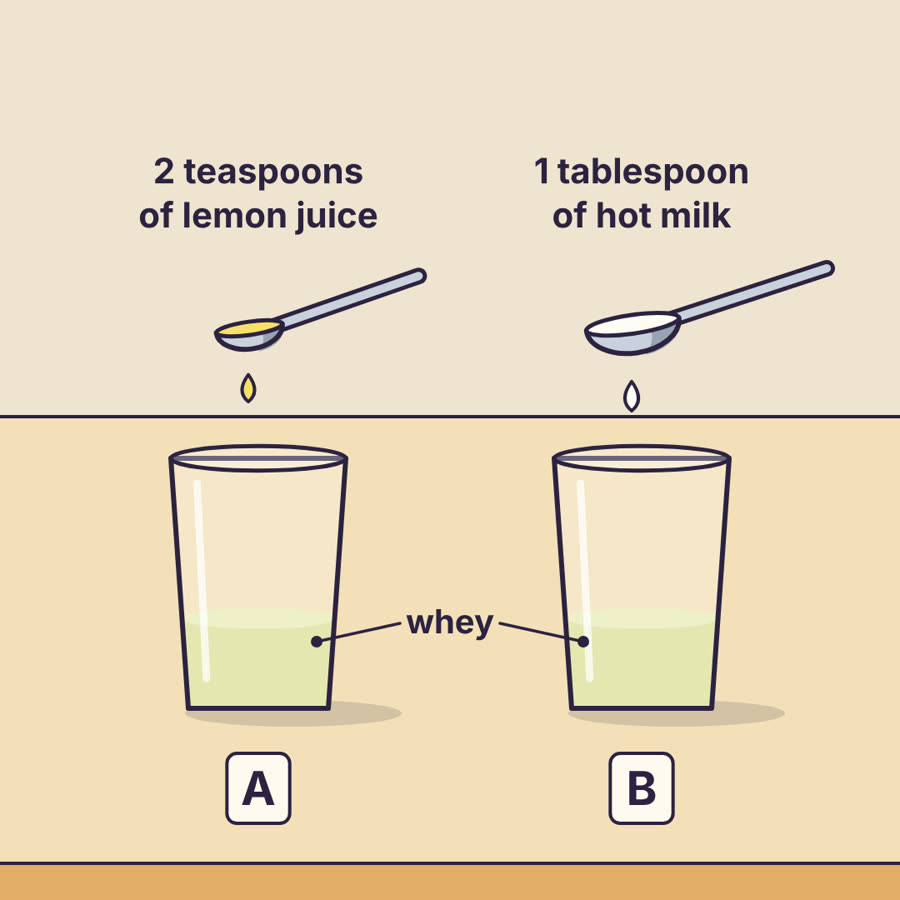 2 teaspoons
of lemon juice
1 tablespoon
of hot milk
whey
A
B